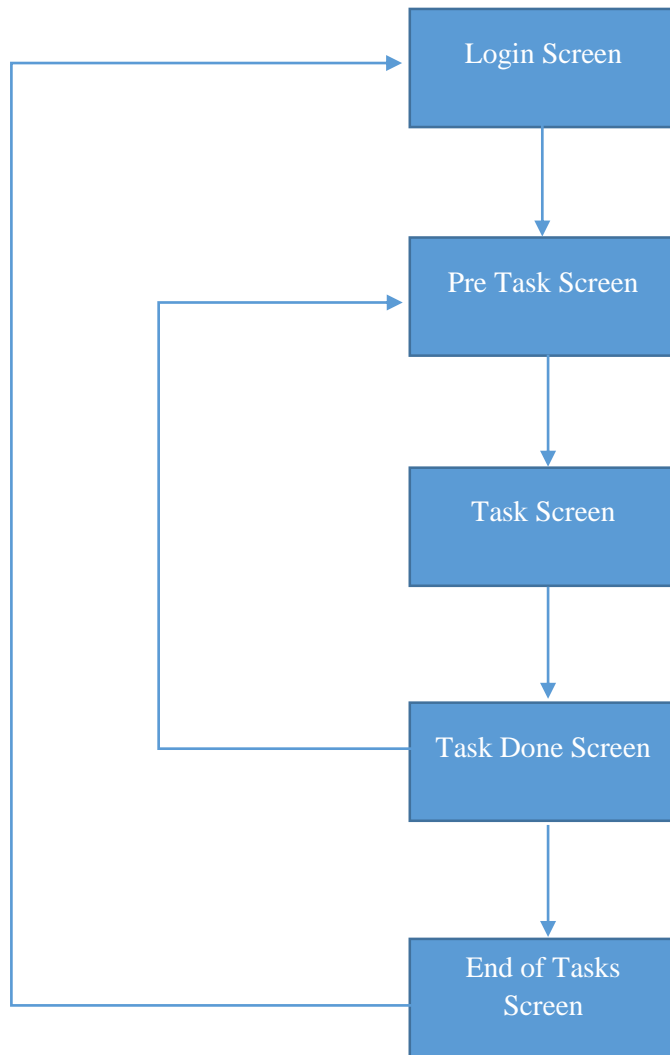 Login Screen
Pre Task Screen
Task Screen
Task Done Screen
End of Tasks
Screen